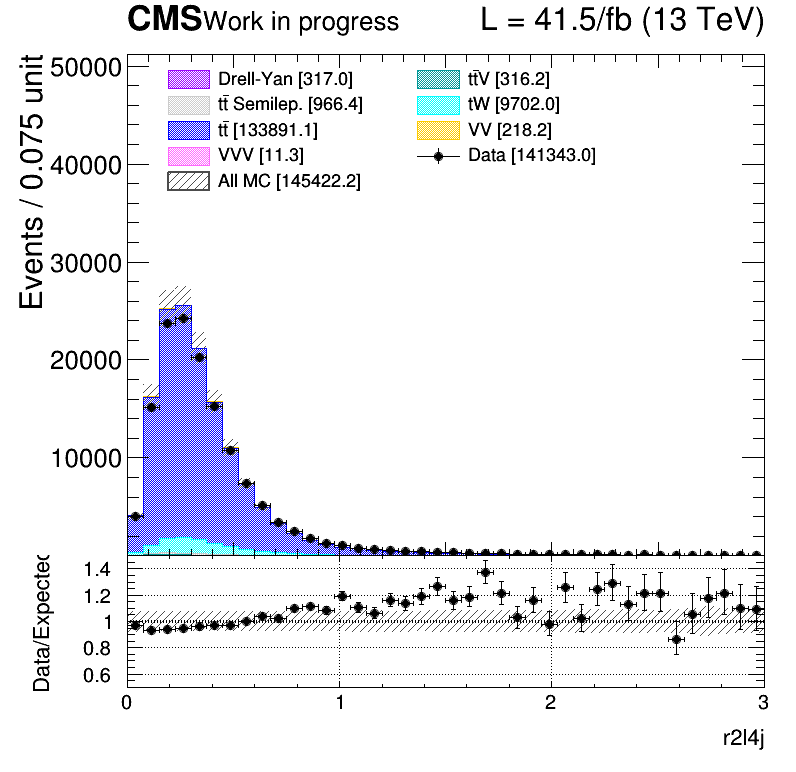 CMS Work in progress L = 41.5/fb (13 TeV)
Events / 0.075 unit
50000
40000
30000
20000
10000
Drell-Yan [317.0]
tt̄ Semilep. [966.4]
tt̄ [133891.1]
VVV [11.3]
All MC [145422.2]
tt̄V [316.2]
tW [9702.0]
VV [218.2]
Data [141343.0]
Data/Expected
1.4
1.2
1
0.8
0.6
0 1 2 3
r2l4j